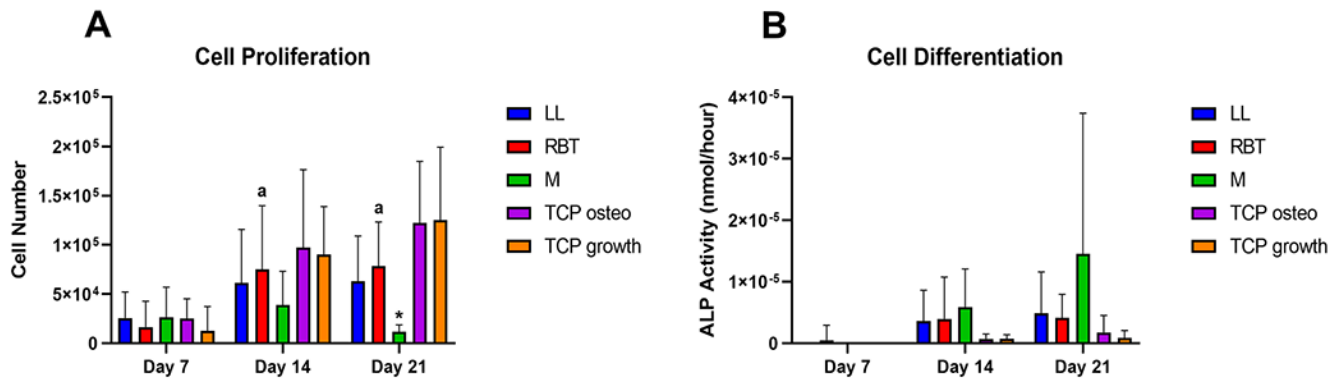 A
Cell Proliferation
Cell Number
2.5×10⁵
2×10⁵
1.5×10⁵
1×10⁵
5×10⁴
0
a
a
*
Day 7
Day 14
Day 21
LL
RBT
M
TCP osteo
TCP growth
B
Cell Differentiation
ALP Activity (nmol/hour)
4×10⁻⁵
3×10⁻⁵
2×10⁻⁵
1×10⁻⁵
0
Day 7
Day 14
Day 21
LL
RBT
M
TCP osteo
TCP growth